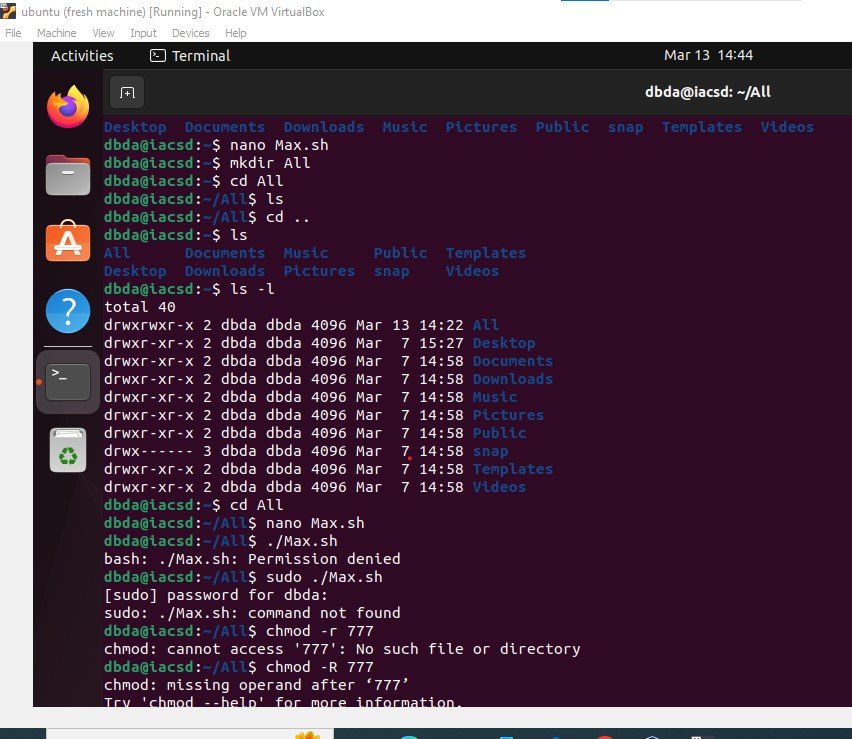 ubuntu (fresh machine) [Running] - Oracle VM VirtualBox
File Machine View Input Devices Help
Activities Terminal Mar 13 14:44
dbda@iacsd: ~/All
Desktop Documents Downloads Music Pictures Public snap Templates Videos
dbda@iacsd:~$ nano Max.sh
dbda@iacsd:~$ mkdir All
dbda@iacsd:~$ cd All
dbda@iacsd:~/All$ ls
dbda@iacsd:~/All$ cd ..
dbda@iacsd:~$ ls
All Documents Music Public Templates
Desktop Downloads Pictures snap Videos
dbda@iacsd:~$ ls -l
total 40
drwxrwxr-x 2 dbda dbda 4096 Mar 13 14:22 All
drwxr-xr-x 2 dbda dbda 4096 Mar 7 15:27 Desktop
drwxr-xr-x 2 dbda dbda 4096 Mar 7 14:58 Documents
drwxr-xr-x 2 dbda dbda 4096 Mar 7 14:58 Downloads
drwxr-xr-x 2 dbda dbda 4096 Mar 7 14:58 Music
drwxr-xr-x 2 dbda dbda 4096 Mar 7 14:58 Pictures
drwxr-xr-x 2 dbda dbda 4096 Mar 7 14:58 Public
drwx------ 3 dbda dbda 4096 Mar 7 14:58 snap
drwxr-xr-x 2 dbda dbda 4096 Mar 7 14:58 Templates
drwxr-xr-x 2 dbda dbda 4096 Mar 7 14:58 Videos
dbda@iacsd:~$ cd All
dbda@iacsd:~/All$ nano Max.sh
dbda@iacsd:~/All$ ./Max.sh
bash: ./Max.sh: Permission denied
dbda@iacsd:~/All$ sudo ./Max.sh
[sudo] password for dbda:
sudo: ./Max.sh: command not found
dbda@iacsd:~/All$ chmod -r 777
chmod: cannot access '777': No such file or directory
dbda@iacsd:~/All$ chmod -R 777
chmod: missing operand after ‘777’
Try 'chmod --help' for more information.